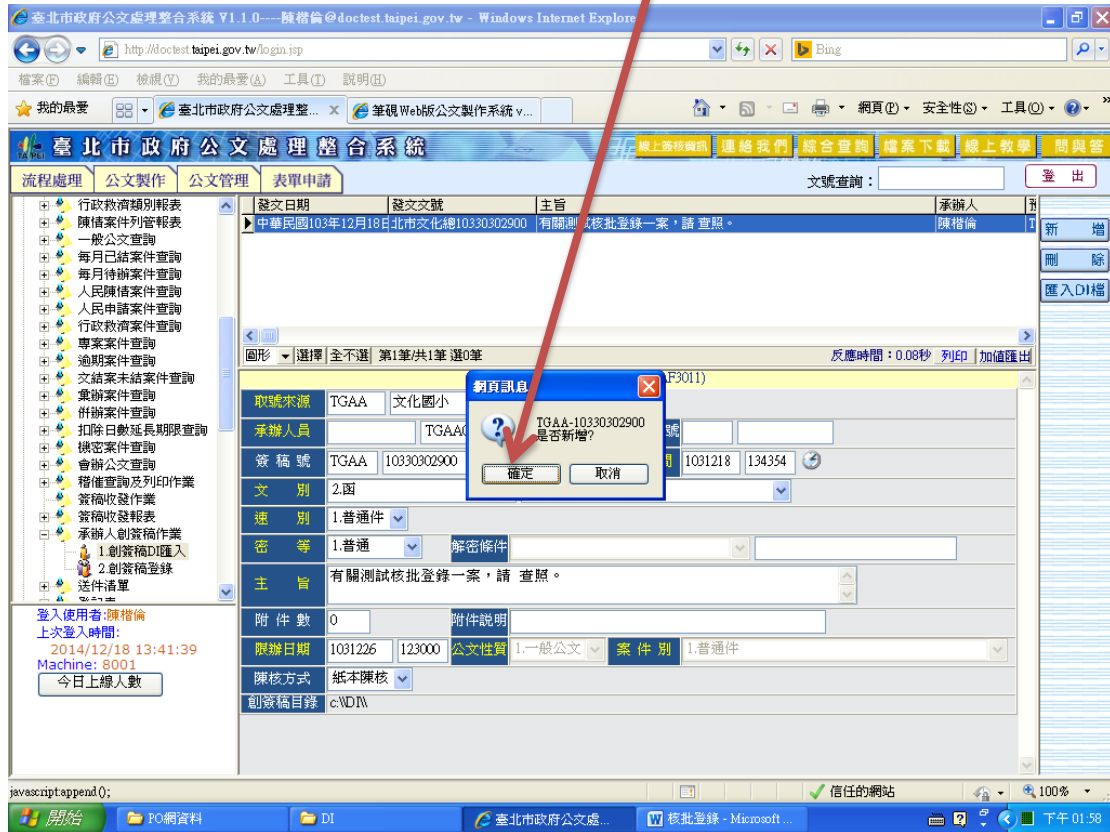 臺北市政府公文處理整合系統 V1.1.0----陳楷倫@doctest.taipei.gov.tw - Windows Internet Explorer
http://doctest.taipei.gov.tw/login.jsp
Bing
檔案(F) 編輯(E) 檢視(V) 我的最愛(A) 工具(T) 說明(H)
我的最愛 臺北市政府公文處理整... 筆硯Web版公文製作系統 v... 網頁(P) 安全性(S) 工具(O)
臺北市政府公文處理整合系統
線上簽核資訊 連絡我們 綜合查詢 檔案下載 線上教學 問與答
流程處理 公文製作 公文管理 表單申請 文號查詢： 登出
行政救濟類別報表
陳情案件列管報表
一般公文查詢
每月已結案件查詢
每月待辦案件查詢
人民陳情案件查詢
人民申請案件查詢
行政救濟案件查詢
專案案件查詢
逾期案件查詢
交結案未結案件查詢
彙辦案件查詢
併辦案件查詢
扣除日數延長期限查詢
機密案件查詢
會辦公文查詢
稽催查詢及列印作業
簽稿收發作業
簽稿收發報表
承辦人創簽稿作業
1.創簽稿DI匯入
2.創簽稿登錄
送件清單
登入使用者:陳楷倫
上次登入時間:
2014/12/18 13:41:39
Machine: 8001
今日上線人數
發文日期 發文文號 主旨 承辦人
中華民國103年12月18日 北市文化總10330302900 有關測試核批登錄一案，請 查照。 陳楷倫
新 增
刪 除
匯入DI檔
圖形 選擇 全不選 第1筆/共1筆 選0筆 反應時間：0.08秒 列印 加值匯出
AF3011)
取號來源 TGAA 文化國小
承辦人員 號
簽稿號 TGAA 10330302900 1031218 134354
文別 2.函
速別 1.普通件
密等 1.普通 解密條件
主旨 有關測試核批登錄一案，請 查照。
附件數 0 附件說明
限辦日期 1031226 123000 公文性質 1.一般公文 案件別 1.普通件
陳核方式 紙本陳核
創簽稿目錄 c:\\DI\\
網頁訊息
TGAA-10330302900
是否新增?
確定 取消
javascript:append(); 信任的網站 100%
開始 PO網資料 DI 臺北市政府公文處... 核批登錄 - Microsoft ... 下午 01:58